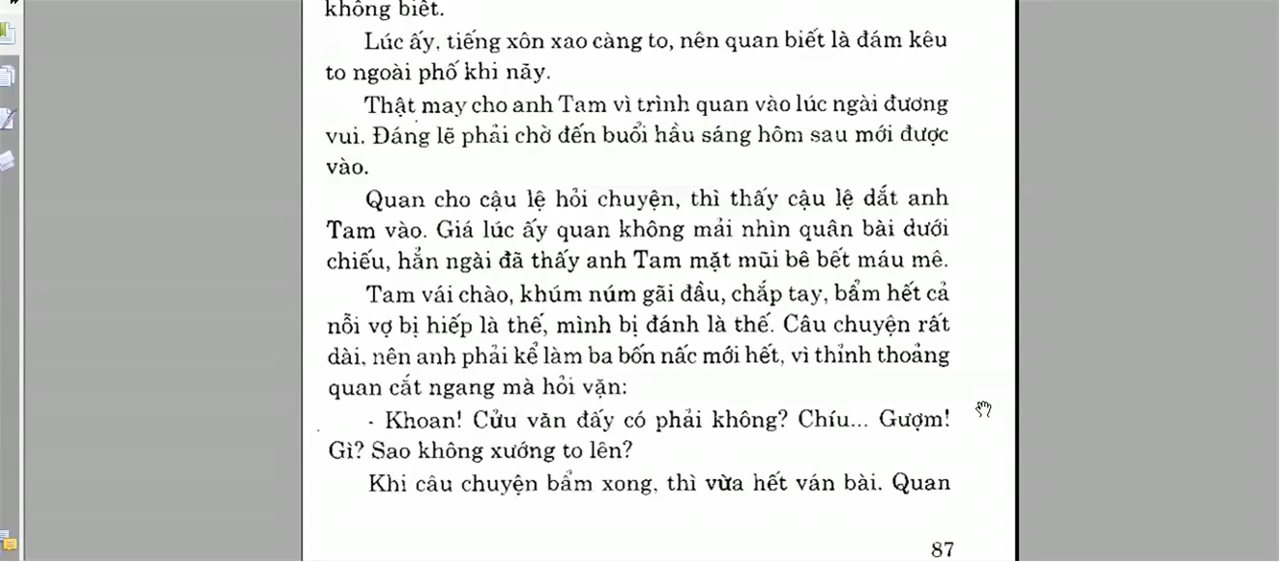 không biết.
Lúc ấy, tiếng xôn xao càng to, nên quan biết là đám kêu
to ngoài phố khi nãy.
Thật may cho anh Tam vì trình quan vào lúc ngài đương
vui. Đáng lẽ phải chờ đến buổi hầu sáng hôm sau mới được
vào.
Quan cho cậu lệ hỏi chuyện, thì thấy cậu lệ dắt anh
Tam vào. Giá lúc ấy quan không mải nhìn quân bài dưới
chiếu, hẳn ngài đã thấy anh Tam mặt mũi bê bết máu mê.
Tam vái chào, khúm núm gãi đầu, chắp tay, bẩm hết cả
nỗi vợ bị hiếp là thế, mình bị đánh là thế. Câu chuyện rất
dài, nên anh phải kể làm ba bốn nấc mới hết, vì thỉnh thoảng
quan cắt ngang mà hỏi vặn:
- Khoan! Cửu văn đấy có phải không? Chíu... Gượm!
Gì? Sao không xướng to lên?
Khi câu chuyện bẩm xong, thì vừa hết ván bài. Quan
87